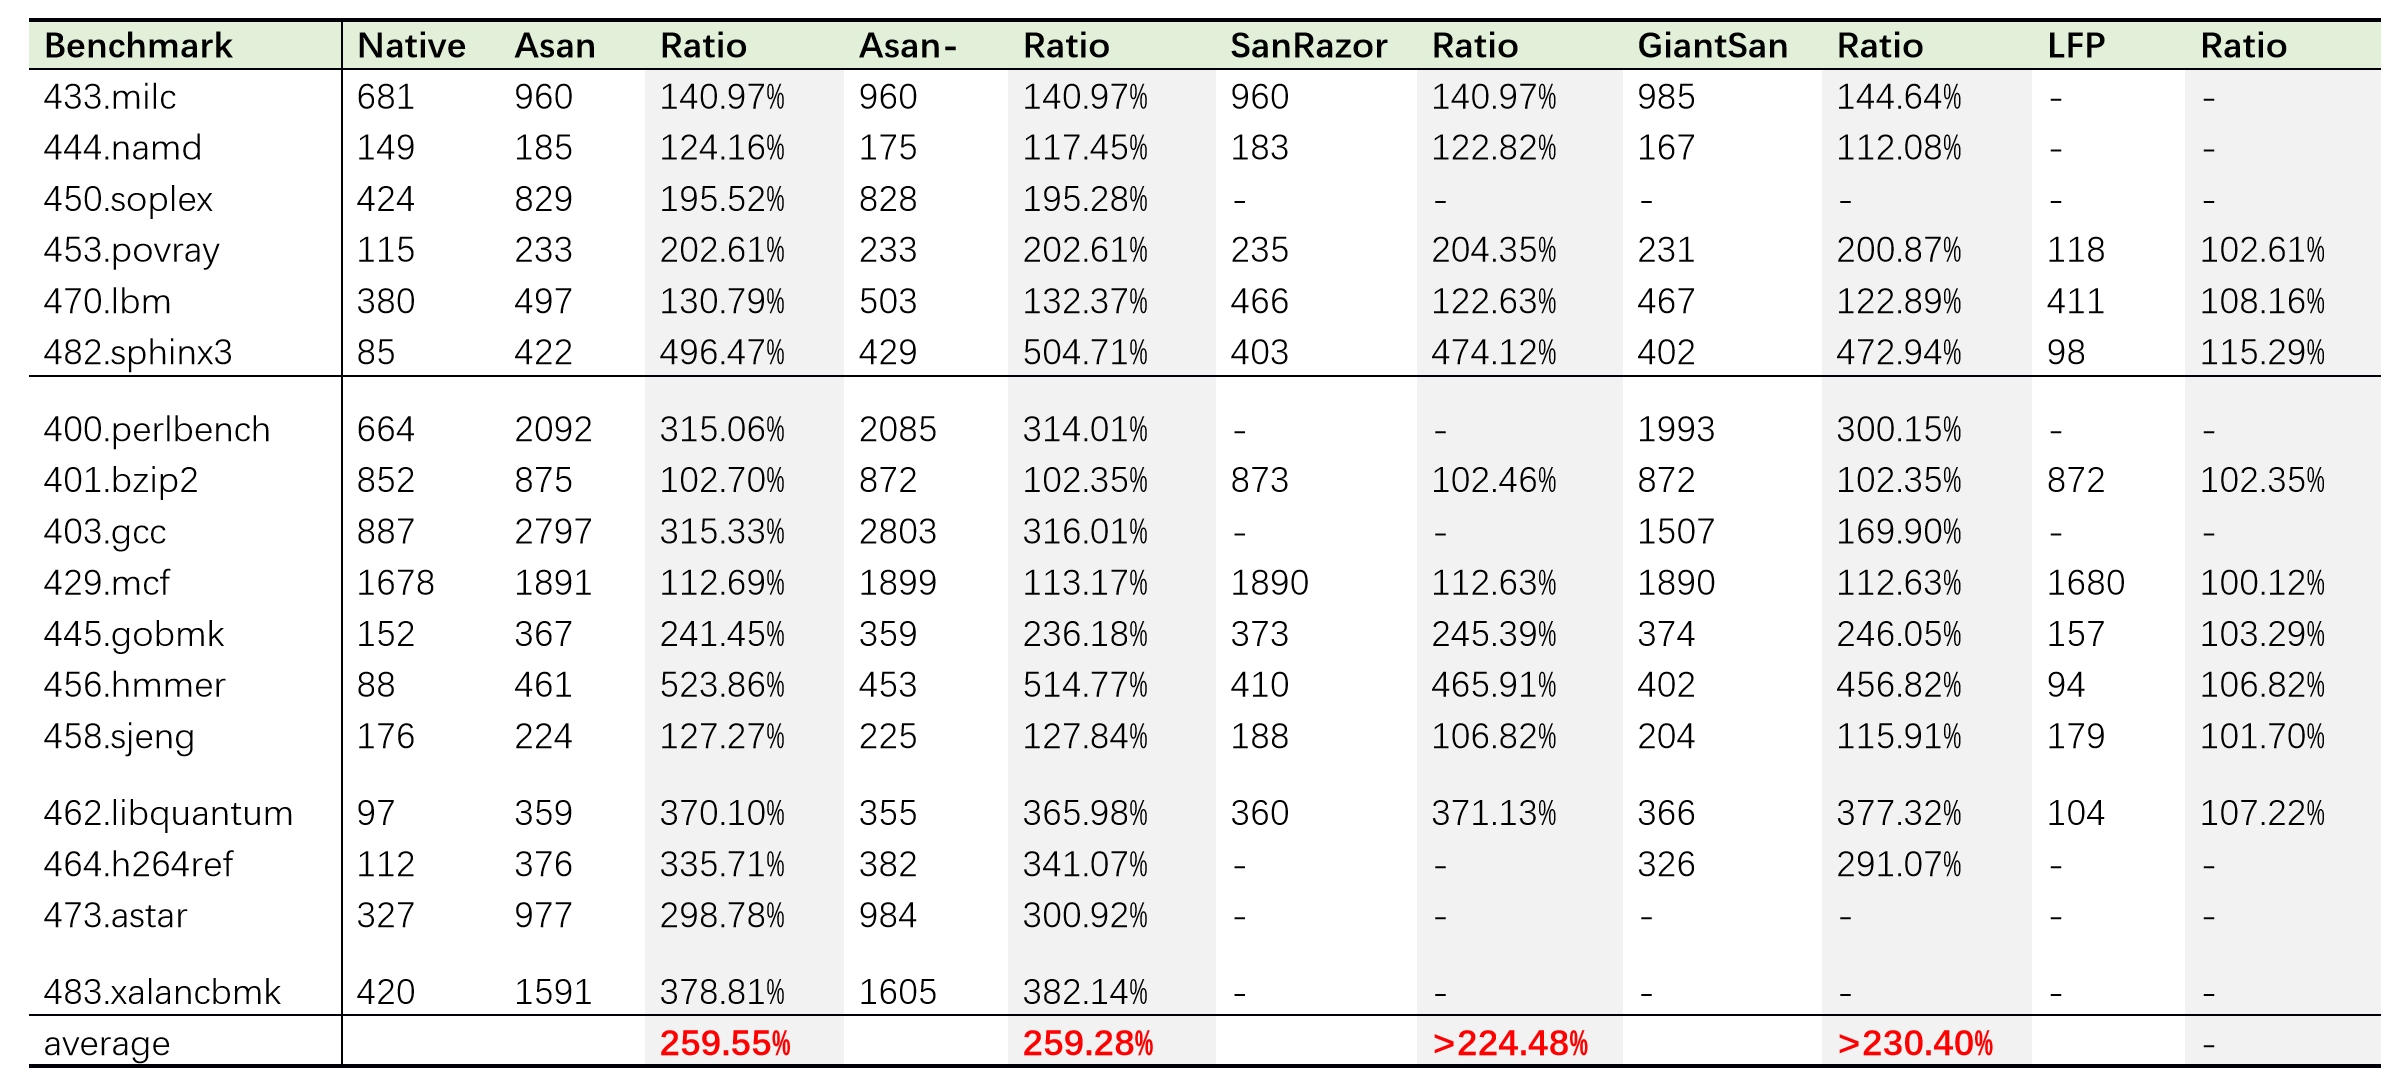 Benchmark Native Asan Ratio Asan- Ratio SanRazor Ratio GiantSan Ratio LFP Ratio
433.milc 681 960 140.97% 960 140.97% 960 140.97% 985 144.64% - -
444.namd 149 185 124.16% 175 117.45% 183 122.82% 167 112.08% - -
450.soplex 424 829 195.52% 828 195.28% - - - - - -
453.povray 115 233 202.61% 233 202.61% 235 204.35% 231 200.87% 118 102.61%
470.lbm 380 497 130.79% 503 132.37% 466 122.63% 467 122.89% 411 108.16%
482.sphinx3 85 422 496.47% 429 504.71% 403 474.12% 402 472.94% 98 115.29%
400.perlbench 664 2092 315.06% 2085 314.01% - - 1993 300.15% - -
401.bzip2 852 875 102.70% 872 102.35% 873 102.46% 872 102.35% 872 102.35%
403.gcc 887 2797 315.33% 2803 316.01% - - 1507 169.90% - -
429.mcf 1678 1891 112.69% 1899 113.17% 1890 112.63% 1890 112.63% 1680 100.12%
445.gobmk 152 367 241.45% 359 236.18% 373 245.39% 374 246.05% 157 103.29%
456.hmmer 88 461 523.86% 453 514.77% 410 465.91% 402 456.82% 94 106.82%
458.sjeng 176 224 127.27% 225 127.84% 188 106.82% 204 115.91% 179 101.70%
462.libquantum 97 359 370.10% 355 365.98% 360 371.13% 366 377.32% 104 107.22%
464.h264ref 112 376 335.71% 382 341.07% - - 326 291.07% - -
473.astar 327 977 298.78% 984 300.92% - - - - - -
483.xalancbmk 420 1591 378.81% 1605 382.14% - - - - - -
average 259.55% 259.28% >224.48% >230.40% -